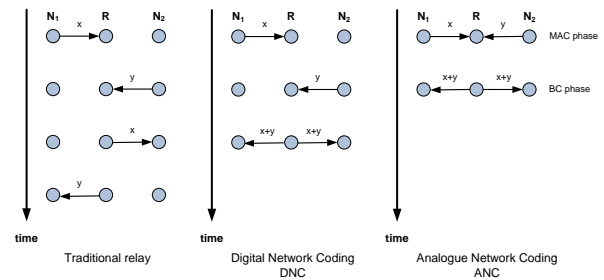 N1 R N2
x
y
x
y
time
Traditional relay
N1 R N2
x
y
x+y x+y
time
Digital Network Coding
DNC
N1 R N2
x y
MAC phase
x+y x+y
BC phase
time
Analogue Network Coding
ANC